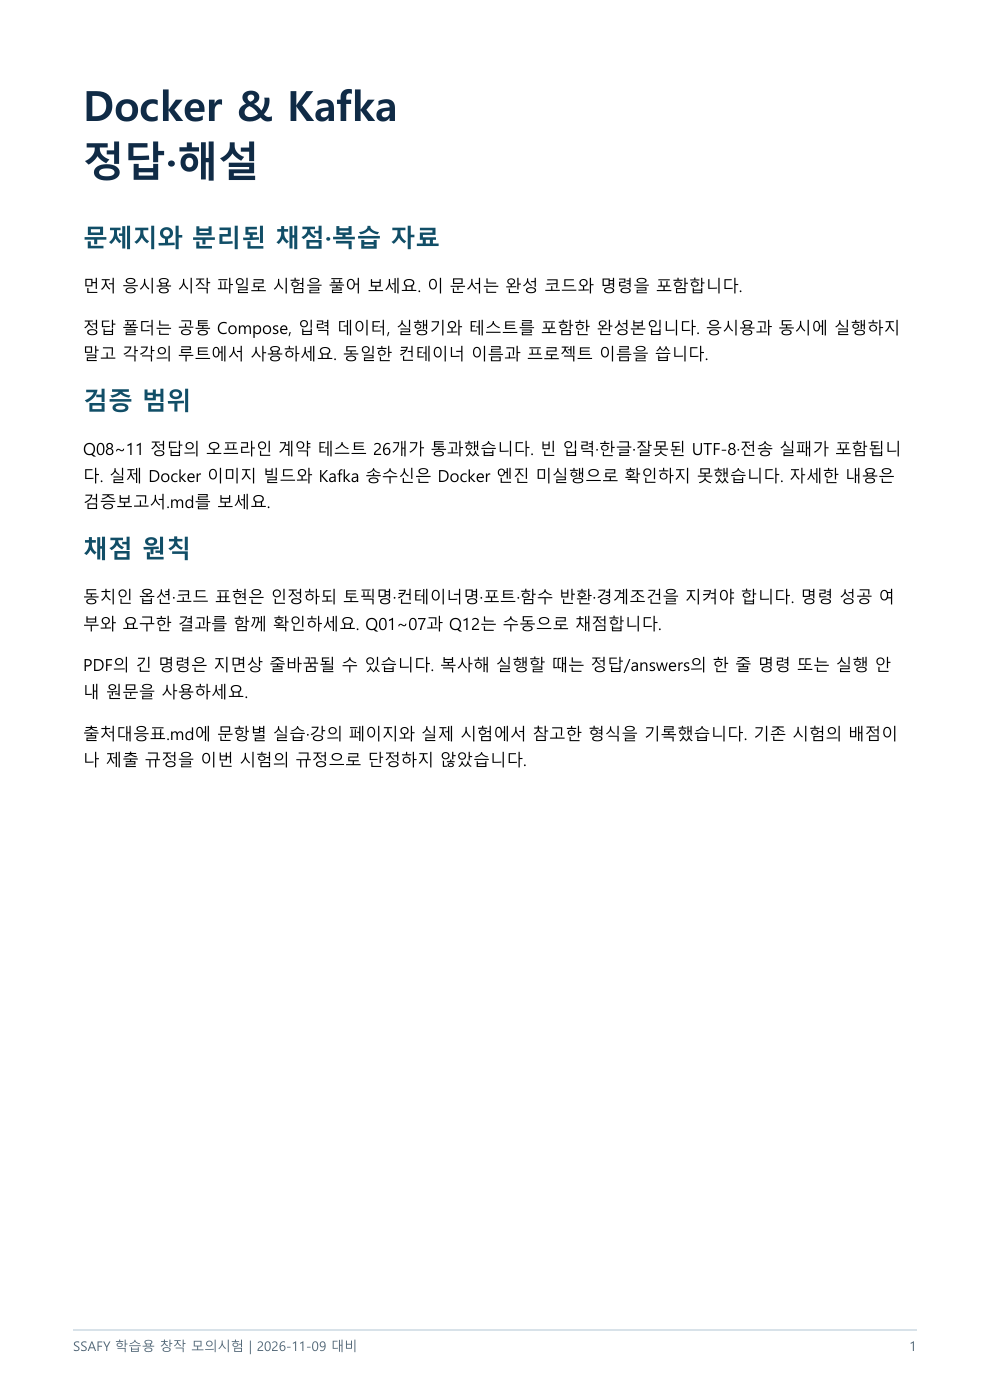 Docker & Kafka
정답·해설
문제지와 분리된 채점·복습 자료
먼저 응시용 시작 파일로 시험을 풀어 보세요. 이 문서는 완성 코드와 명령을 포함합니다.
정답 폴더는 공통 Compose, 입력 데이터, 실행기와 테스트를 포함한 완성본입니다. 응시용과 동시에 실행하지
말고 각각의 루트에서 사용하세요. 동일한 컨테이너 이름과 프로젝트 이름을 씁니다.
검증 범위
Q08~11 정답의 오프라인 계약 테스트 26개가 통과했습니다. 빈 입력·한글·잘못된 UTF-8·전송 실패가 포함됩니
다. 실제 Docker 이미지 빌드와 Kafka 송수신은 Docker 엔진 미실행으로 확인하지 못했습니다. 자세한 내용은
검증보고서.md를 보세요.
채점 원칙
동치인 옵션·코드 표현은 인정하되 토픽명·컨테이너명·포트·함수 반환·경계조건을 지켜야 합니다. 명령 성공 여
부와 요구한 결과를 함께 확인하세요. Q01~07과 Q12는 수동으로 채점합니다.
PDF의 긴 명령은 지면상 줄바꿈될 수 있습니다. 복사해 실행할 때는 정답/answers의 한 줄 명령 또는 실행 안
내 원문을 사용하세요.
출처대응표.md에 문항별 실습·강의 페이지와 실제 시험에서 참고한 형식을 기록했습니다. 기존 시험의 배점이
나 제출 규정을 이번 시험의 규정으로 단정하지 않았습니다.
SSAFY 학습용 창작 모의시험 | 2026-11-09 대비
1